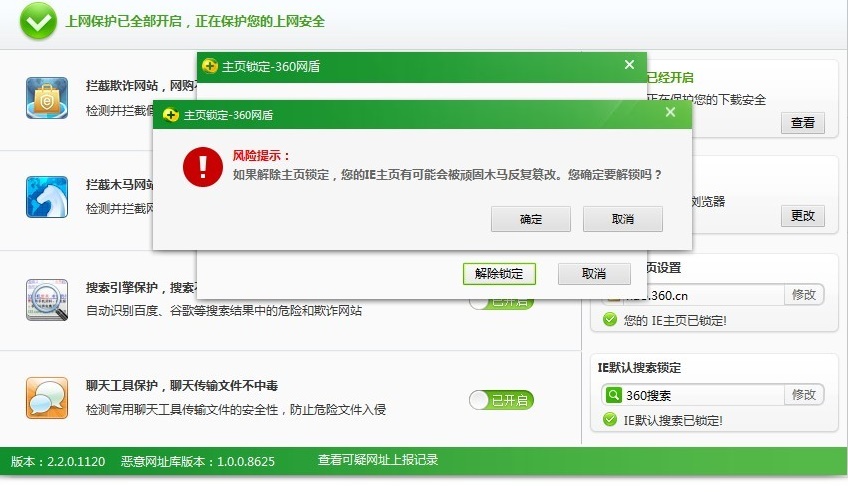 上网保护已全部开启，正在保护您的上网安全
主页锁定-360网盾
主页锁定-360网盾
风险提示：
如果解除主页锁定，您的IE主页有可能会被顽固木马反复篡改。您确定要解锁吗？
确定
取消
解除锁定
取消
拦截欺诈网站，网购
检测并拦截
拦截木马网站
检测并拦截
搜索引擎保护，搜索
自动识别百度、谷歌等搜索结果中的危险和欺诈网站
已开启
聊天工具保护，聊天传输文件不中毒
检测常用聊天工具传输文件的安全性，防止危险文件入侵
已开启
已经开启
正在保护您的下载安全
查看
浏览器
更改
页设置
.360.cn
修改
您的 IE主页已锁定!
IE默认搜索锁定
360搜索
修改
IE默认搜索已锁定!
版本：2.2.0.1120
恶意网址库版本：1.0.0.8625
查看可疑网址上报记录